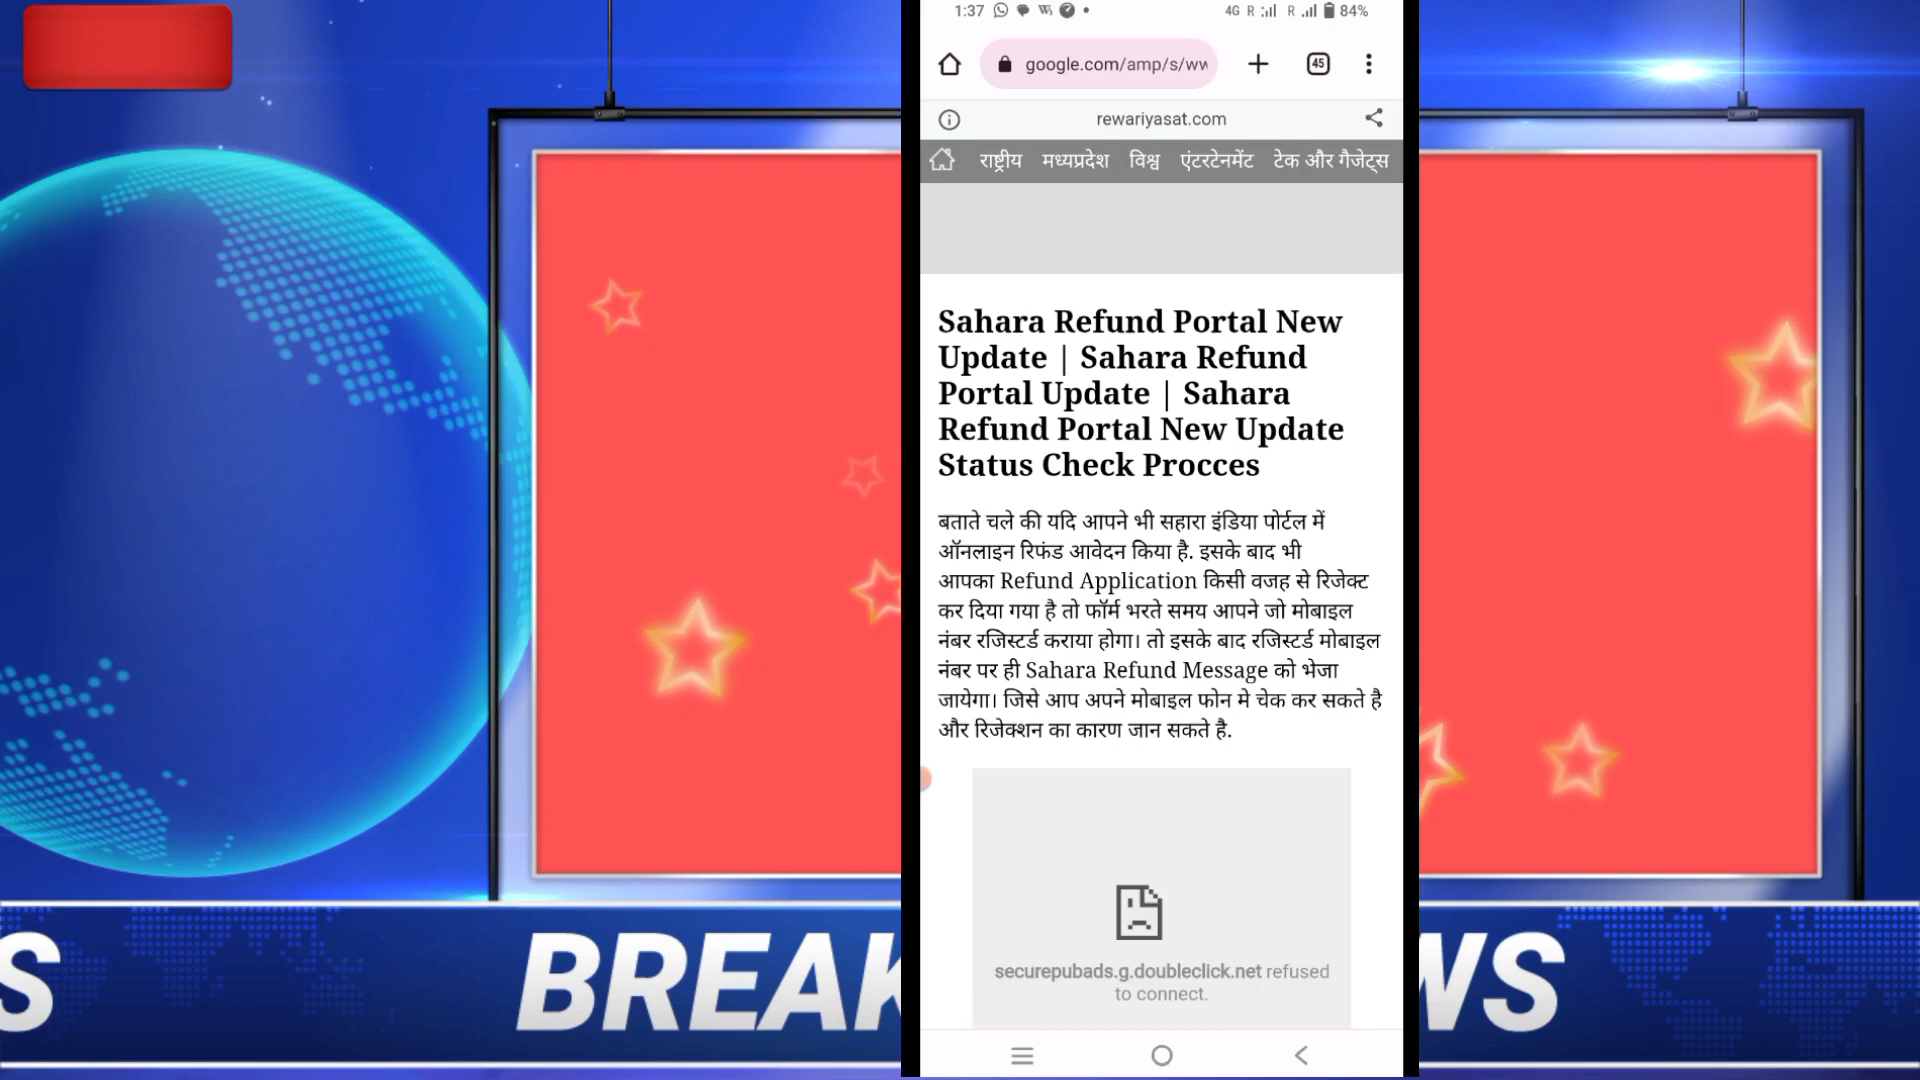 1:37
4G R R 84%
google.com/amp/s/ww
45
rewariyasat.com
राष्ट्रीय मध्यप्रदेश विश्व एंटरटेनमेंट टेक और गैजेट्स
Sahara Refund Portal New
Update | Sahara Refund
Portal Update | Sahara
Refund Portal New Update
Status Check Procces
बताते चले की यदि आपने भी सहारा इंडिया पोर्टल में
ऑनलाइन रिफंड आवेदन किया है. इसके बाद भी
आपका Refund Application किसी वजह से रिजेक्ट
कर दिया गया है तो फॉर्म भरते समय आपने जो मोबाइल
नंबर रजिस्टर्ड कराया होगा। तो इसके बाद रजिस्टर्ड मोबाइल
नंबर पर ही Sahara Refund Message को भेजा
जायेगा। जिसे आप अपने मोबाइल फोन मे चेक कर सकते है
और रिजेक्शन का कारण जान सकते है.
securepubads.g.doubleclick.net refused
to connect.
S BREAK WS